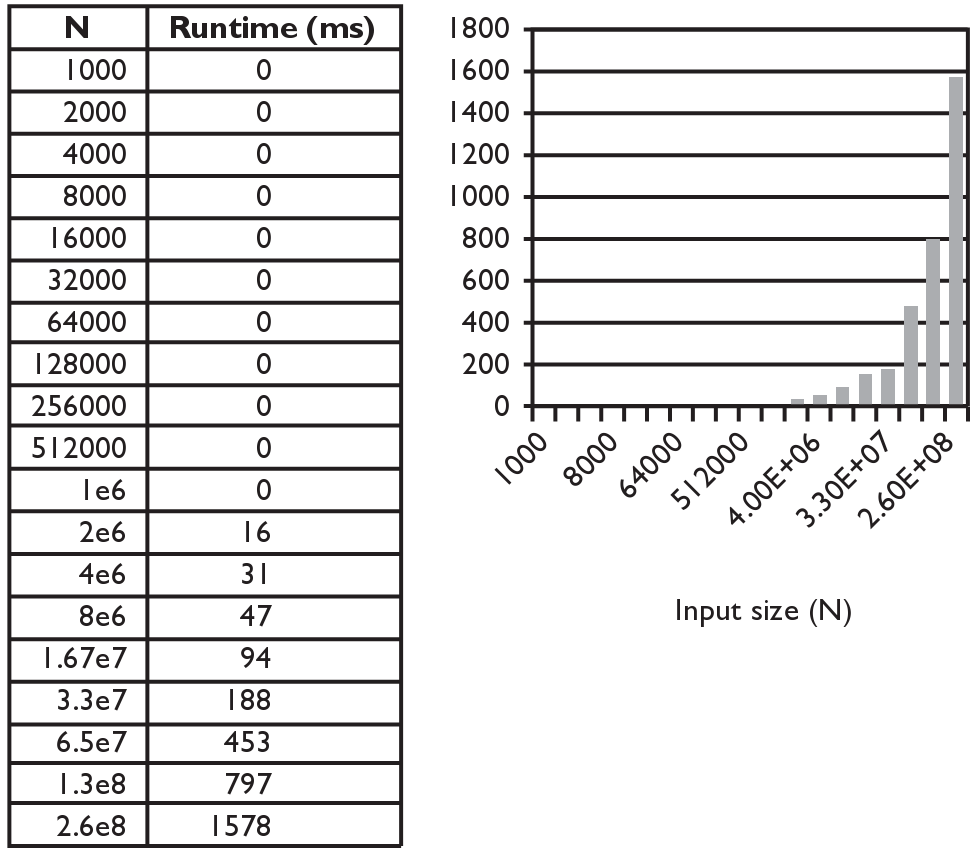 N Runtime (ms)
1000 0
2000 0
4000 0
8000 0
16000 0
32000 0
64000 0
128000 0
256000 0
512000 0
1e6 0
2e6 16
4e6 31
8e6 47
1.67e7 94
3.3e7 188
6.5e7 453
1.3e8 797
2.6e8 1578
1800
1600
1400
1200
1000
800
600
400
200
0
1000
8000
64000
512000
4.00E+06
3.30E+07
2.60E+08
Input size (N)